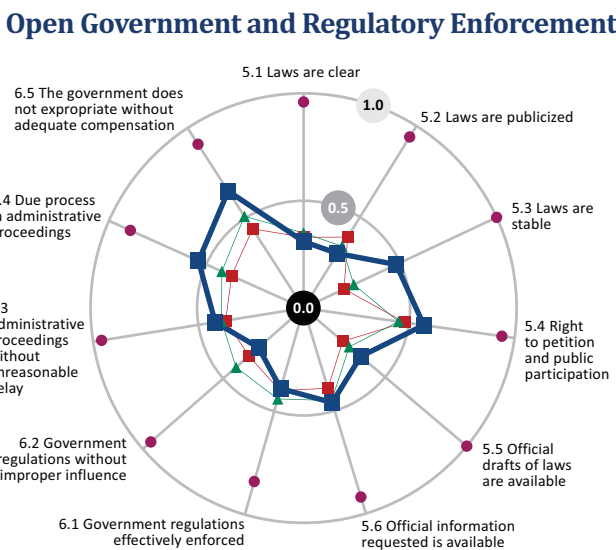 Open Government and Regulatory Enforcement
5.1 Laws are clear
1.0
5.2 Laws are publicized
5.3 Laws are
stable
5.4 Right
to petition
and public
participation
5.5 Official
drafts of laws
are available
5.6 Official information
requested is available
6.1 Government regulations
effectively enforced
6.2 Government
regulations without
improper influence
3
dministrative
roceedings
ithout
nreasonable
elay
.4 Due process
n administrative
roceedings
6.5 The government does
not expropriate without
adequate compensation
0.5
0.0